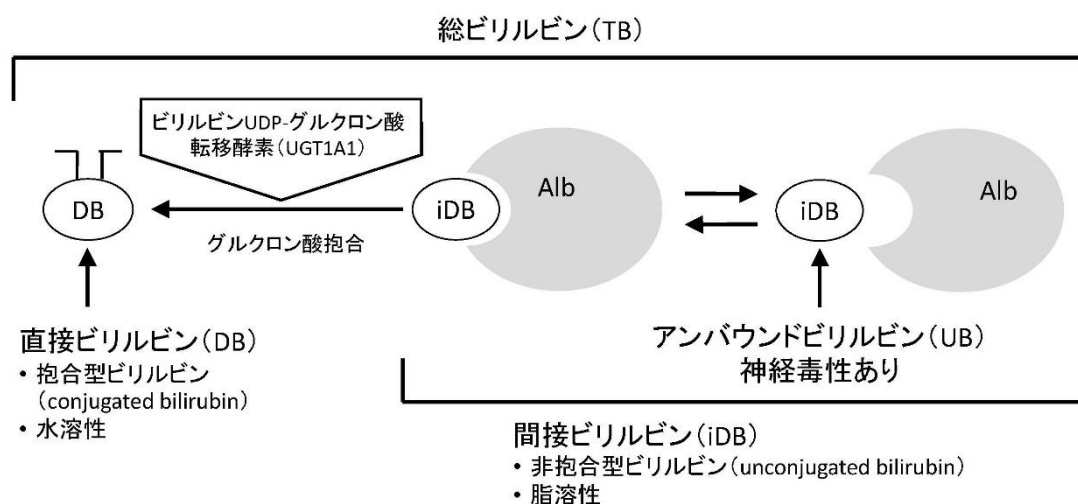 総ビリルビン(TB)
ビリルビンUDP-グルクロン酸
転移酵素(UGT1A1)
DB
iDB
Alb
iDB
Alb
グルクロン酸抱合
直接ビリルビン(DB)
• 抱合型ビリルビン
(conjugated bilirubin)
• 水溶性
アンバウンドビリルビン(UB)
神経毒性あり
間接ビリルビン(iDB)
• 非抱合型ビリルビン(unconjugated bilirubin)
• 脂溶性